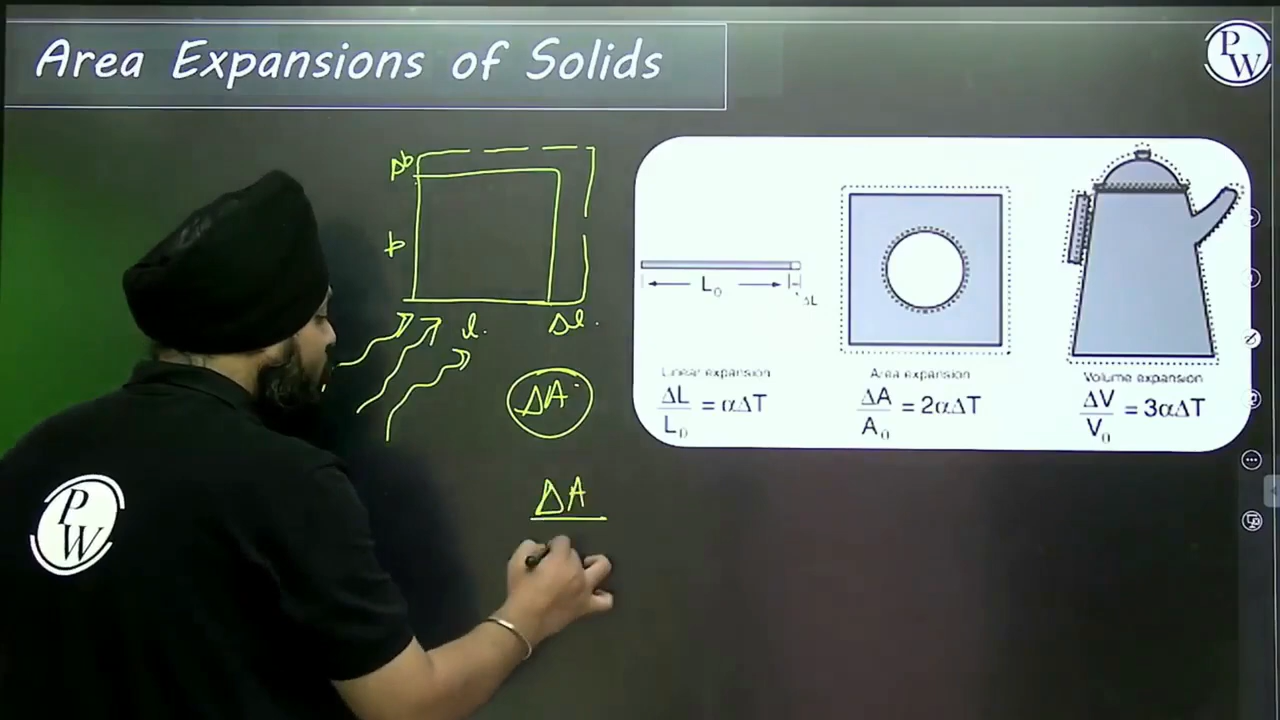 Area Expansions of Solids
PW
Δb
b
l.
Δl.
ΔA
ΔA
L₀
ΔL
Linear expansion
ΔL/L₀ = αΔT
Area expansion
ΔA/A₀ = 2αΔT
Volume expansion
ΔV/V₀ = 3αΔT
PW